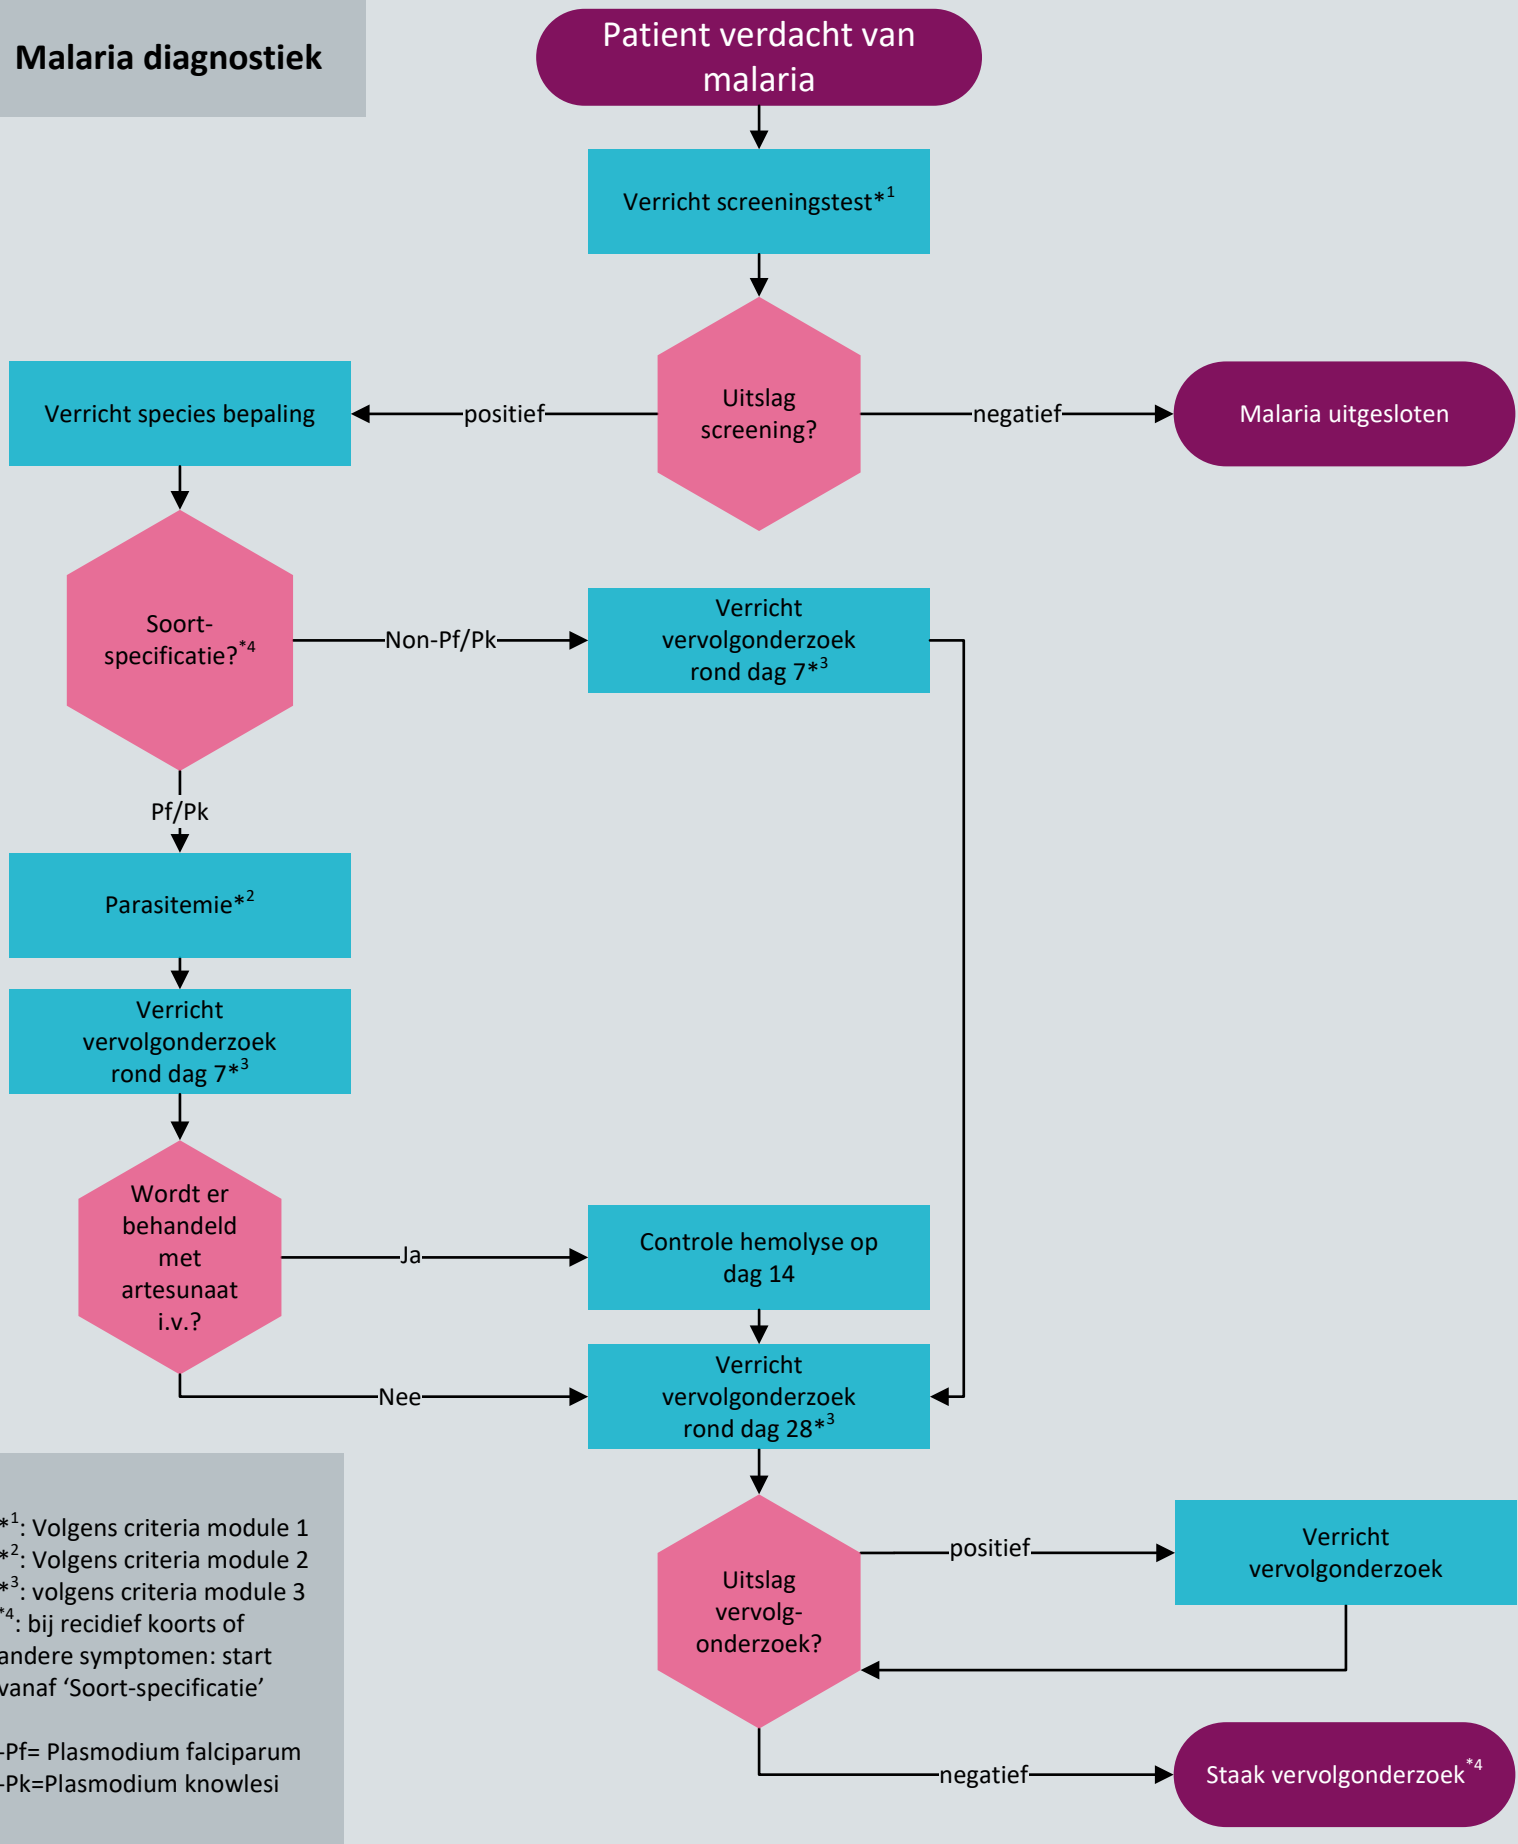 Malaria diagnostiek
Patient verdacht van
malaria
Verricht screeningstest*1
Uitslag
screening?
positief
negatief
Verricht species bepaling
Malaria uitgesloten
Soort-
specificatie?*4
Non-Pf/Pk
Verricht
vervolgonderzoek
rond dag 7*3
Pf/Pk
Parasitemie*2
Verricht
vervolgonderzoek
rond dag 7*3
Wordt er
behandeld
met
artesunaat
i.v.?
Ja
Controle hemolyse op
dag 14
Nee
Verricht
vervolgonderzoek
rond dag 28*3
Uitslag
vervolg-
onderzoek?
positief
Verricht
vervolgonderzoek
negatief
Staak vervolgonderzoek*4
*1: Volgens criteria module 1
*2: Volgens criteria module 2
*3: volgens criteria module 3
*4: bij recidief koorts of
andere symptomen: start
vanaf ‘Soort-specificatie’
-Pf= Plasmodium falciparum
-Pk=Plasmodium knowlesi